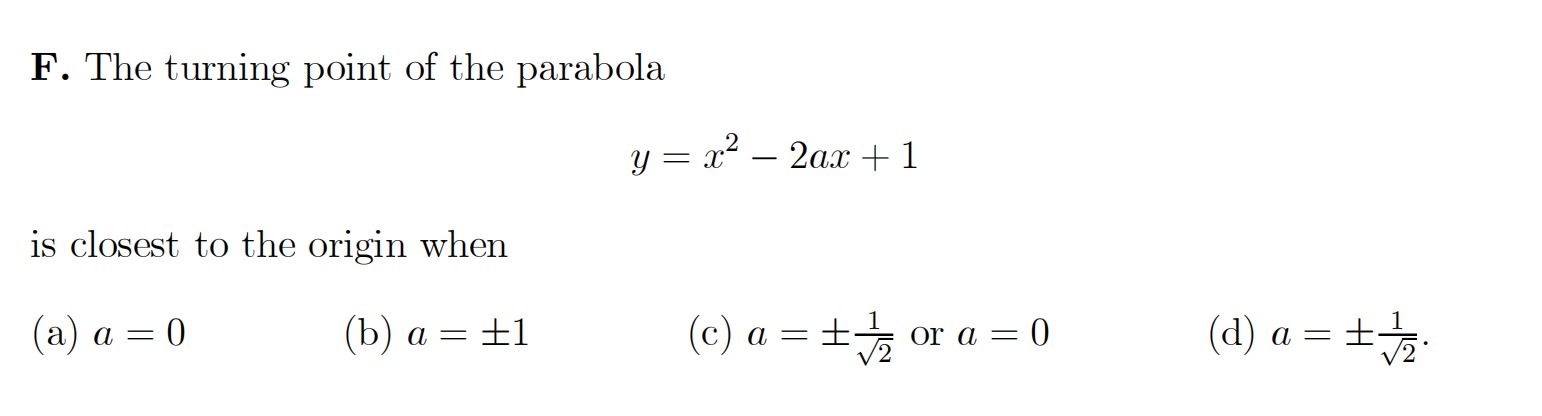 F. The turning point of the parabola
y = x² − 2ax + 1
is closest to the origin when
(a) a = 0 (b) a = ±1 (c) a = ±1/√2 or a = 0 (d) a = ±1/√2.